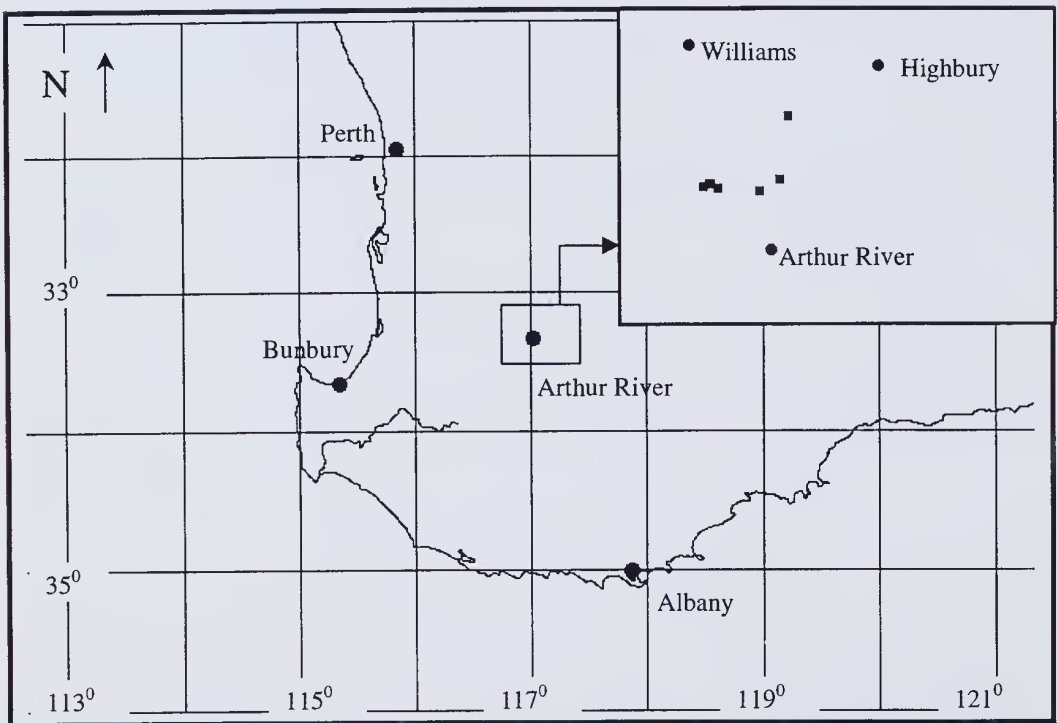 Williams
Highbury
N
Perth
Arthur River
33⁰
Bunbury
Arthur River
35⁰
Albany
113⁰
115⁰
117⁰
119⁰
121⁰